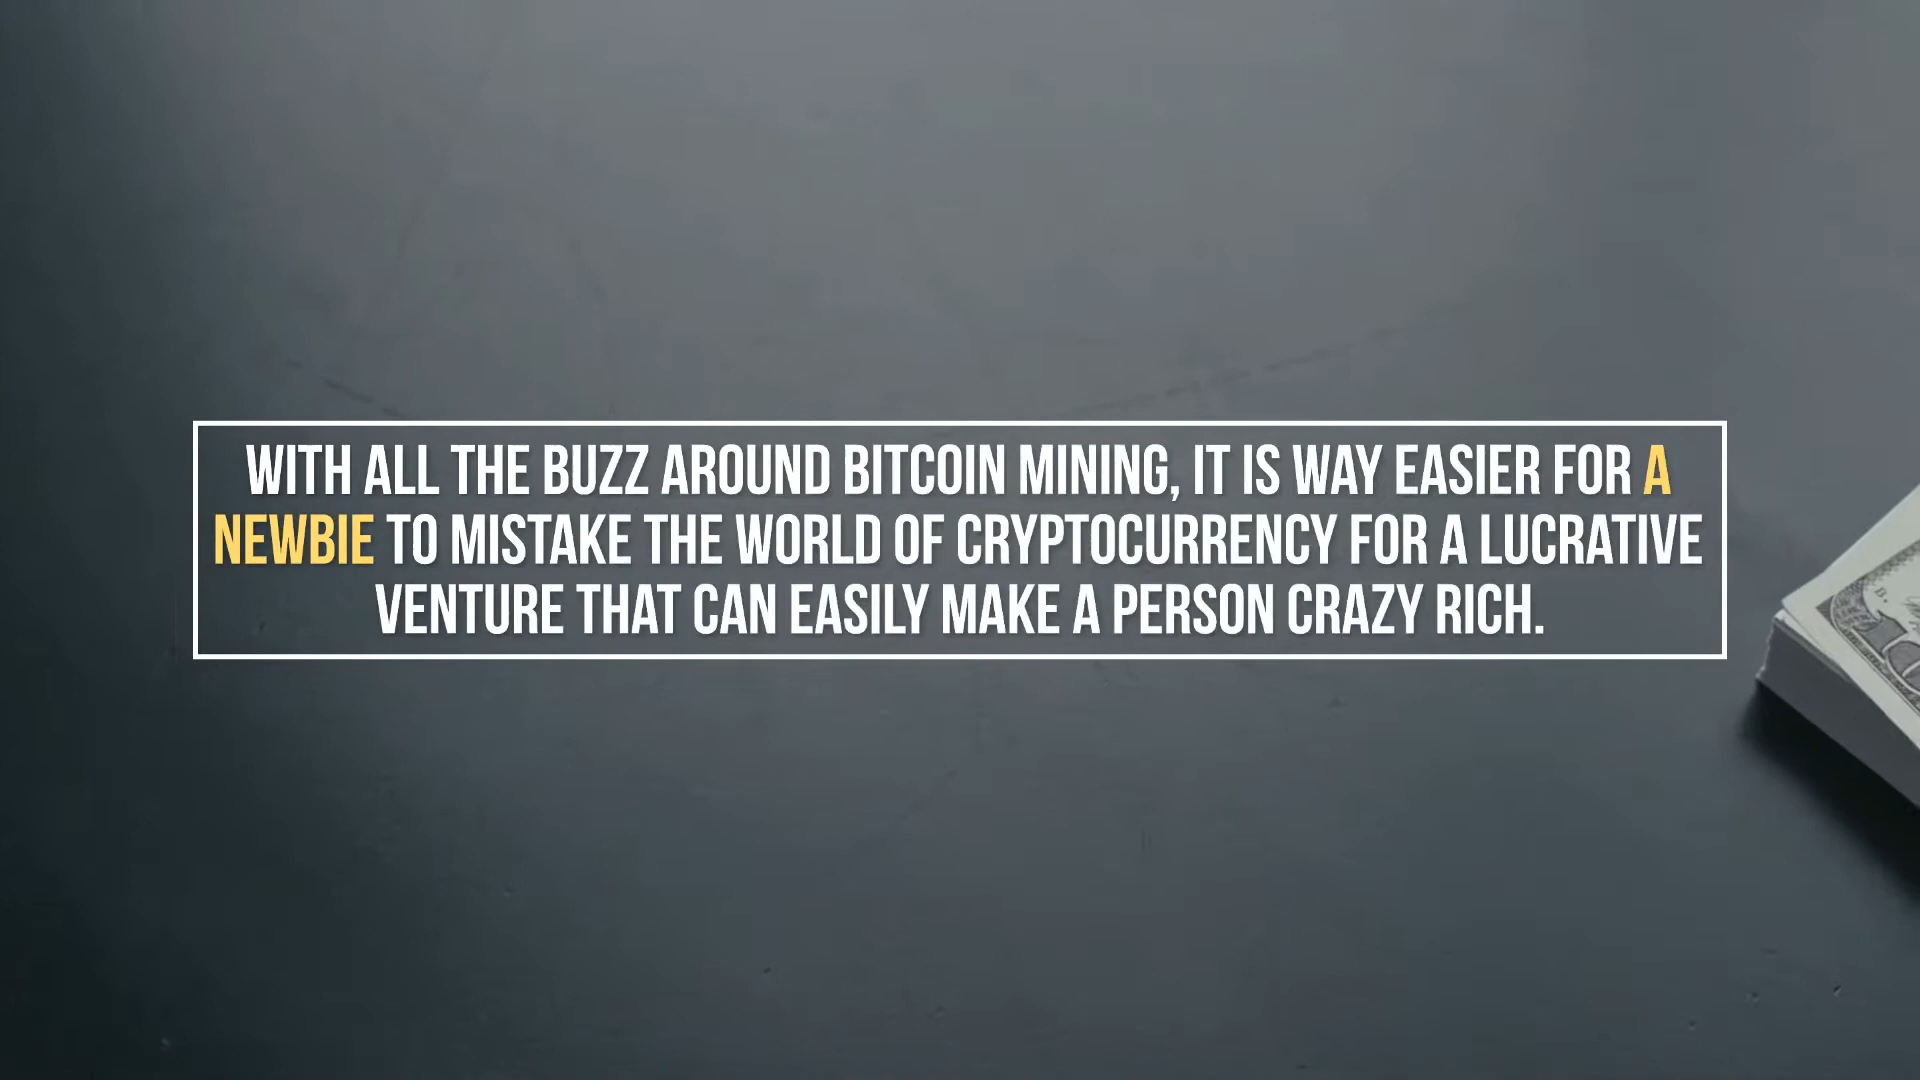 WITH ALL THE BUZZ AROUND BITCOIN MINING, IT IS WAY EASIER FOR A
NEWBIE TO MISTAKE THE WORLD OF CRYPTOCURRENCY FOR A LUCRATIVE
VENTURE THAT CAN EASILY MAKE A PERSON CRAZY RICH.